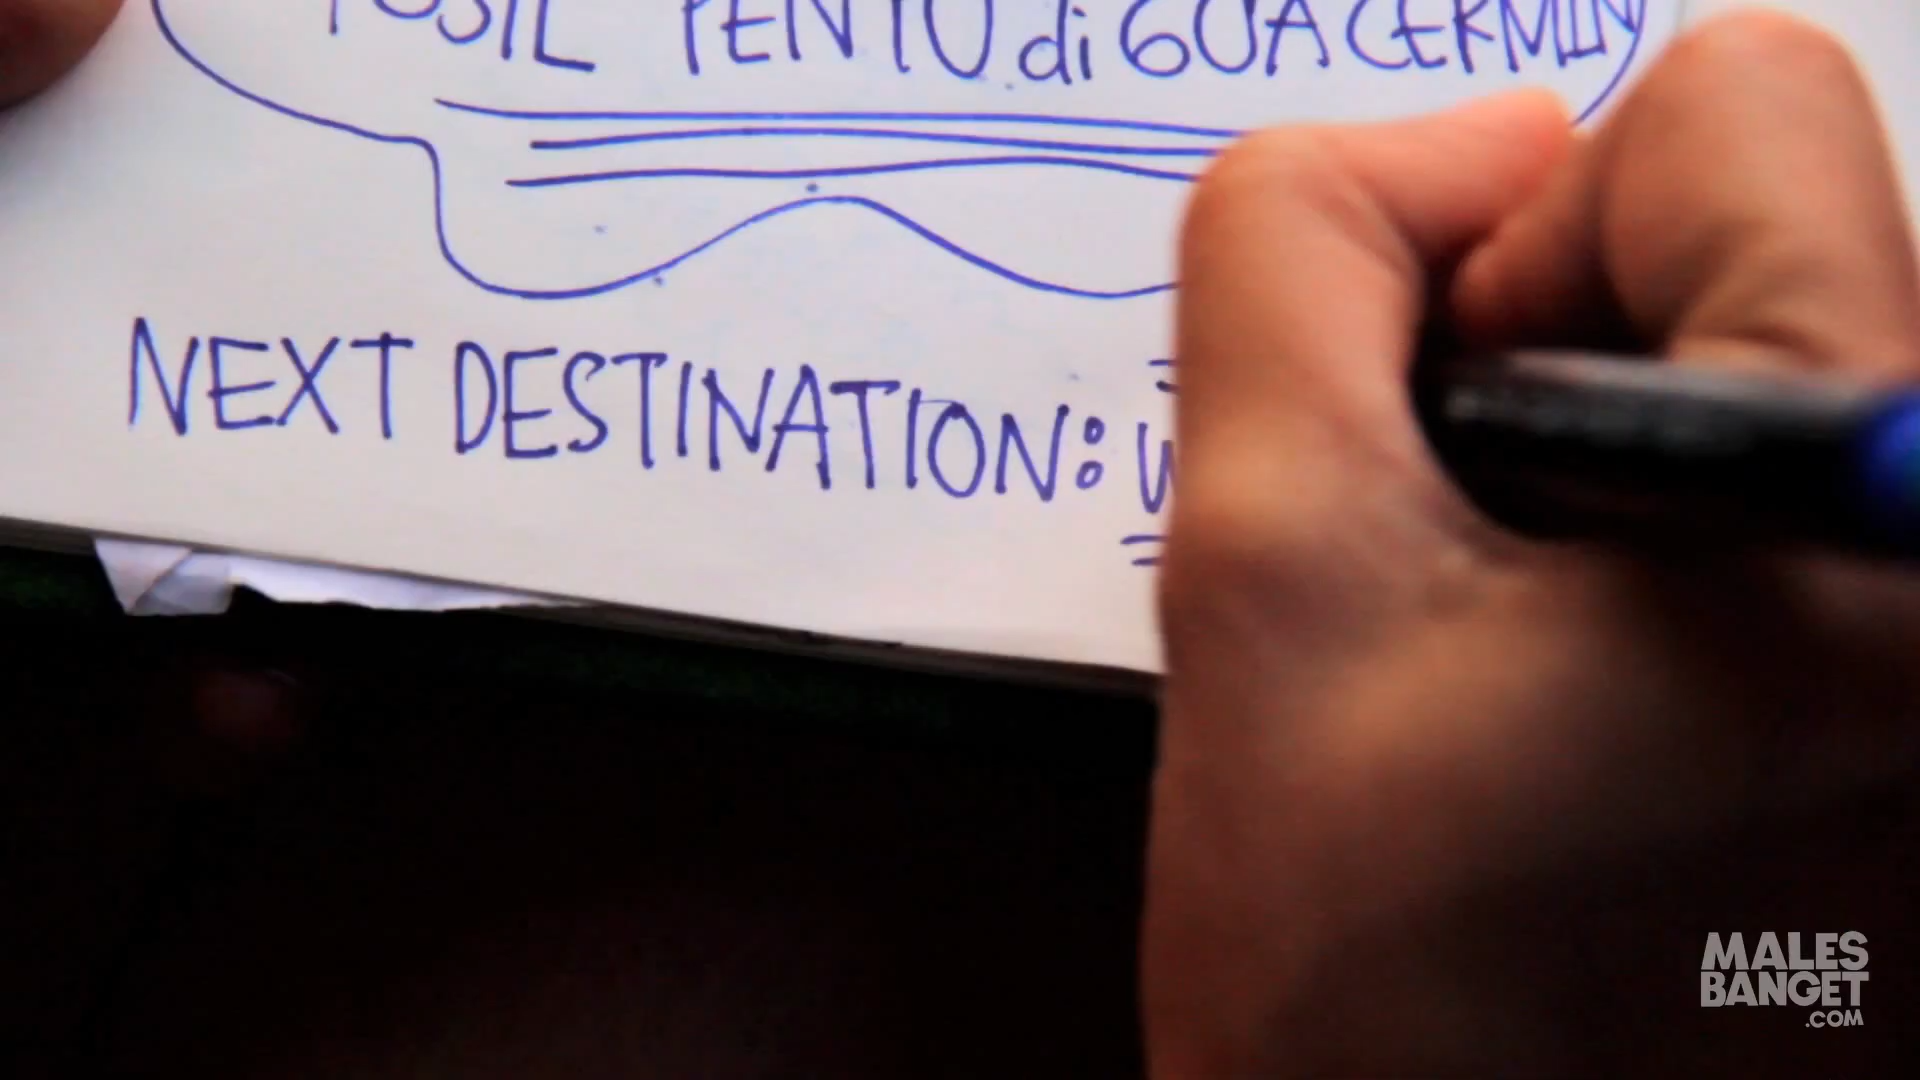 FOSIL PENYU di GUA CERMIN
NEXT DESTINATION:
MALES
BANGET
.COM